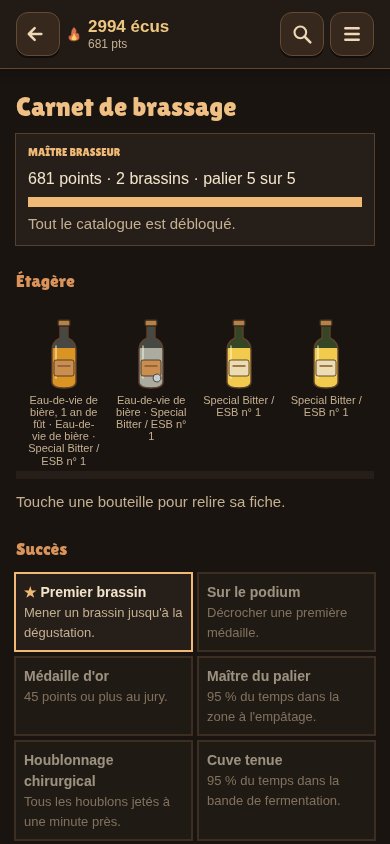 2994 écus
681 pts
Carnet de brassage
MAÎTRE BRASSEUR
681 points · 2 brassins · palier 5 sur 5
Tout le catalogue est débloqué.
Étagère
Eau-de-vie de
bière, 1 an de
fût · Eau-de-
vie de bière ·
Special Bitter /
ESB n° 1
Eau-de-vie de
bière · Special
Bitter / ESB n°
1
Special Bitter /
ESB n° 1
Special Bitter /
ESB n° 1
Touche une bouteille pour relire sa fiche.
Succès
★ Premier brassin
Mener un brassin jusqu'à la
dégustation.
Sur le podium
Décrocher une première
médaille.
Médaille d'or
45 points ou plus au jury.
Maître du palier
95 % du temps dans la
zone à l'empâtage.
Houblonnage
chirurgical
Tous les houblons jetés à
une minute près.
Cuve tenue
95 % du temps dans la
bande de fermentation.